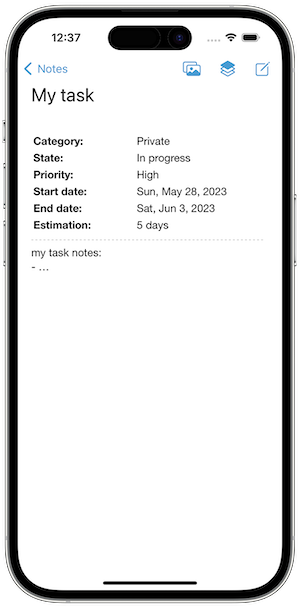 12:37
Notes
My task
Category: Private
State: In progress
Priority: High
Start date: Sun, May 28, 2023
End date: Sat, Jun 3, 2023
Estimation: 5 days
my task notes:
- ...